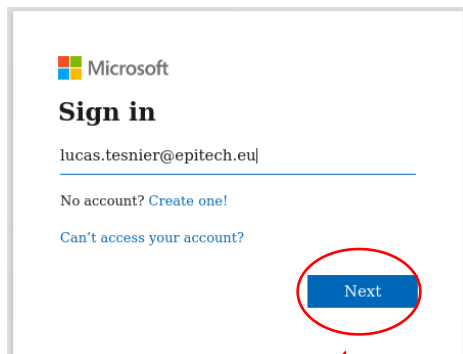 Microsoft
Sign in
lucas.tesnier@epitech.eu
No account? Create one!
Can't access your account?
Next